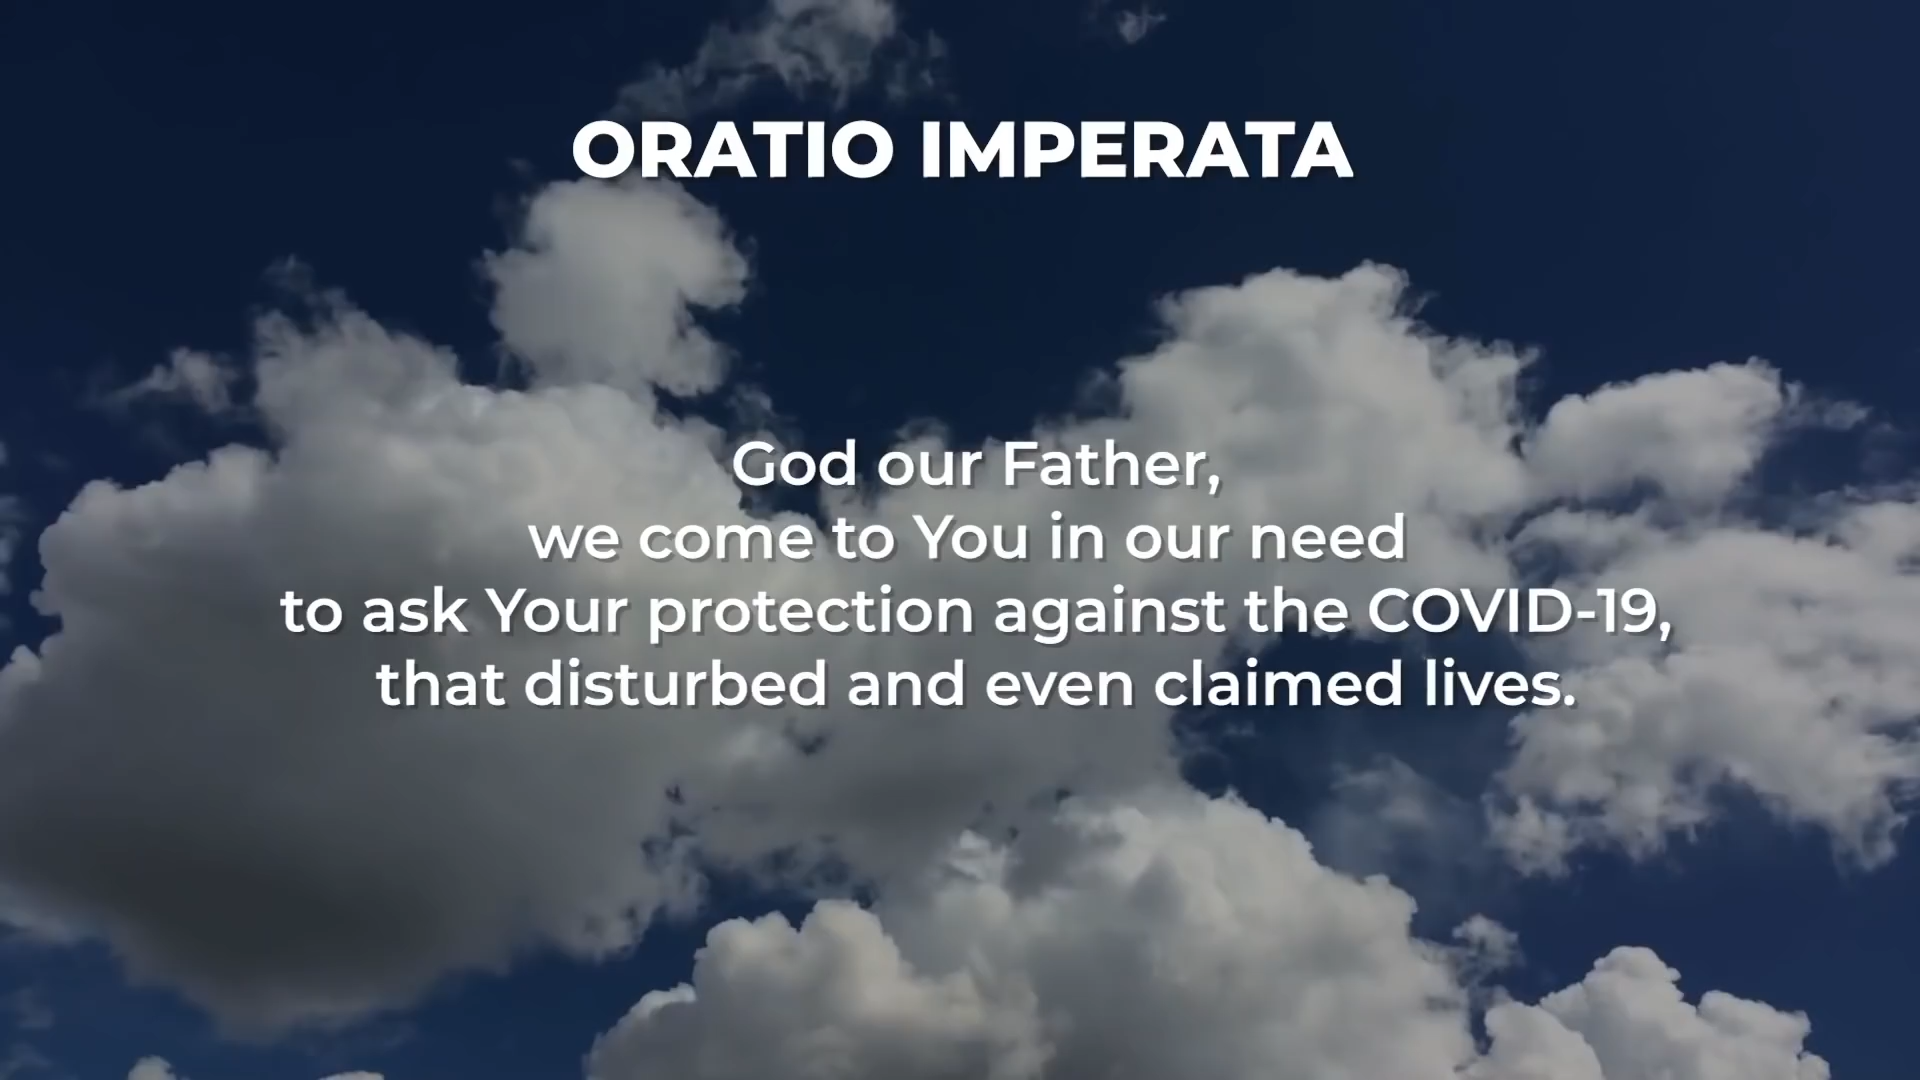 ORATIO IMPERATA
God our Father,
we come to You in our need
to ask Your protection against the COVID-19,
that disturbed and even claimed lives.